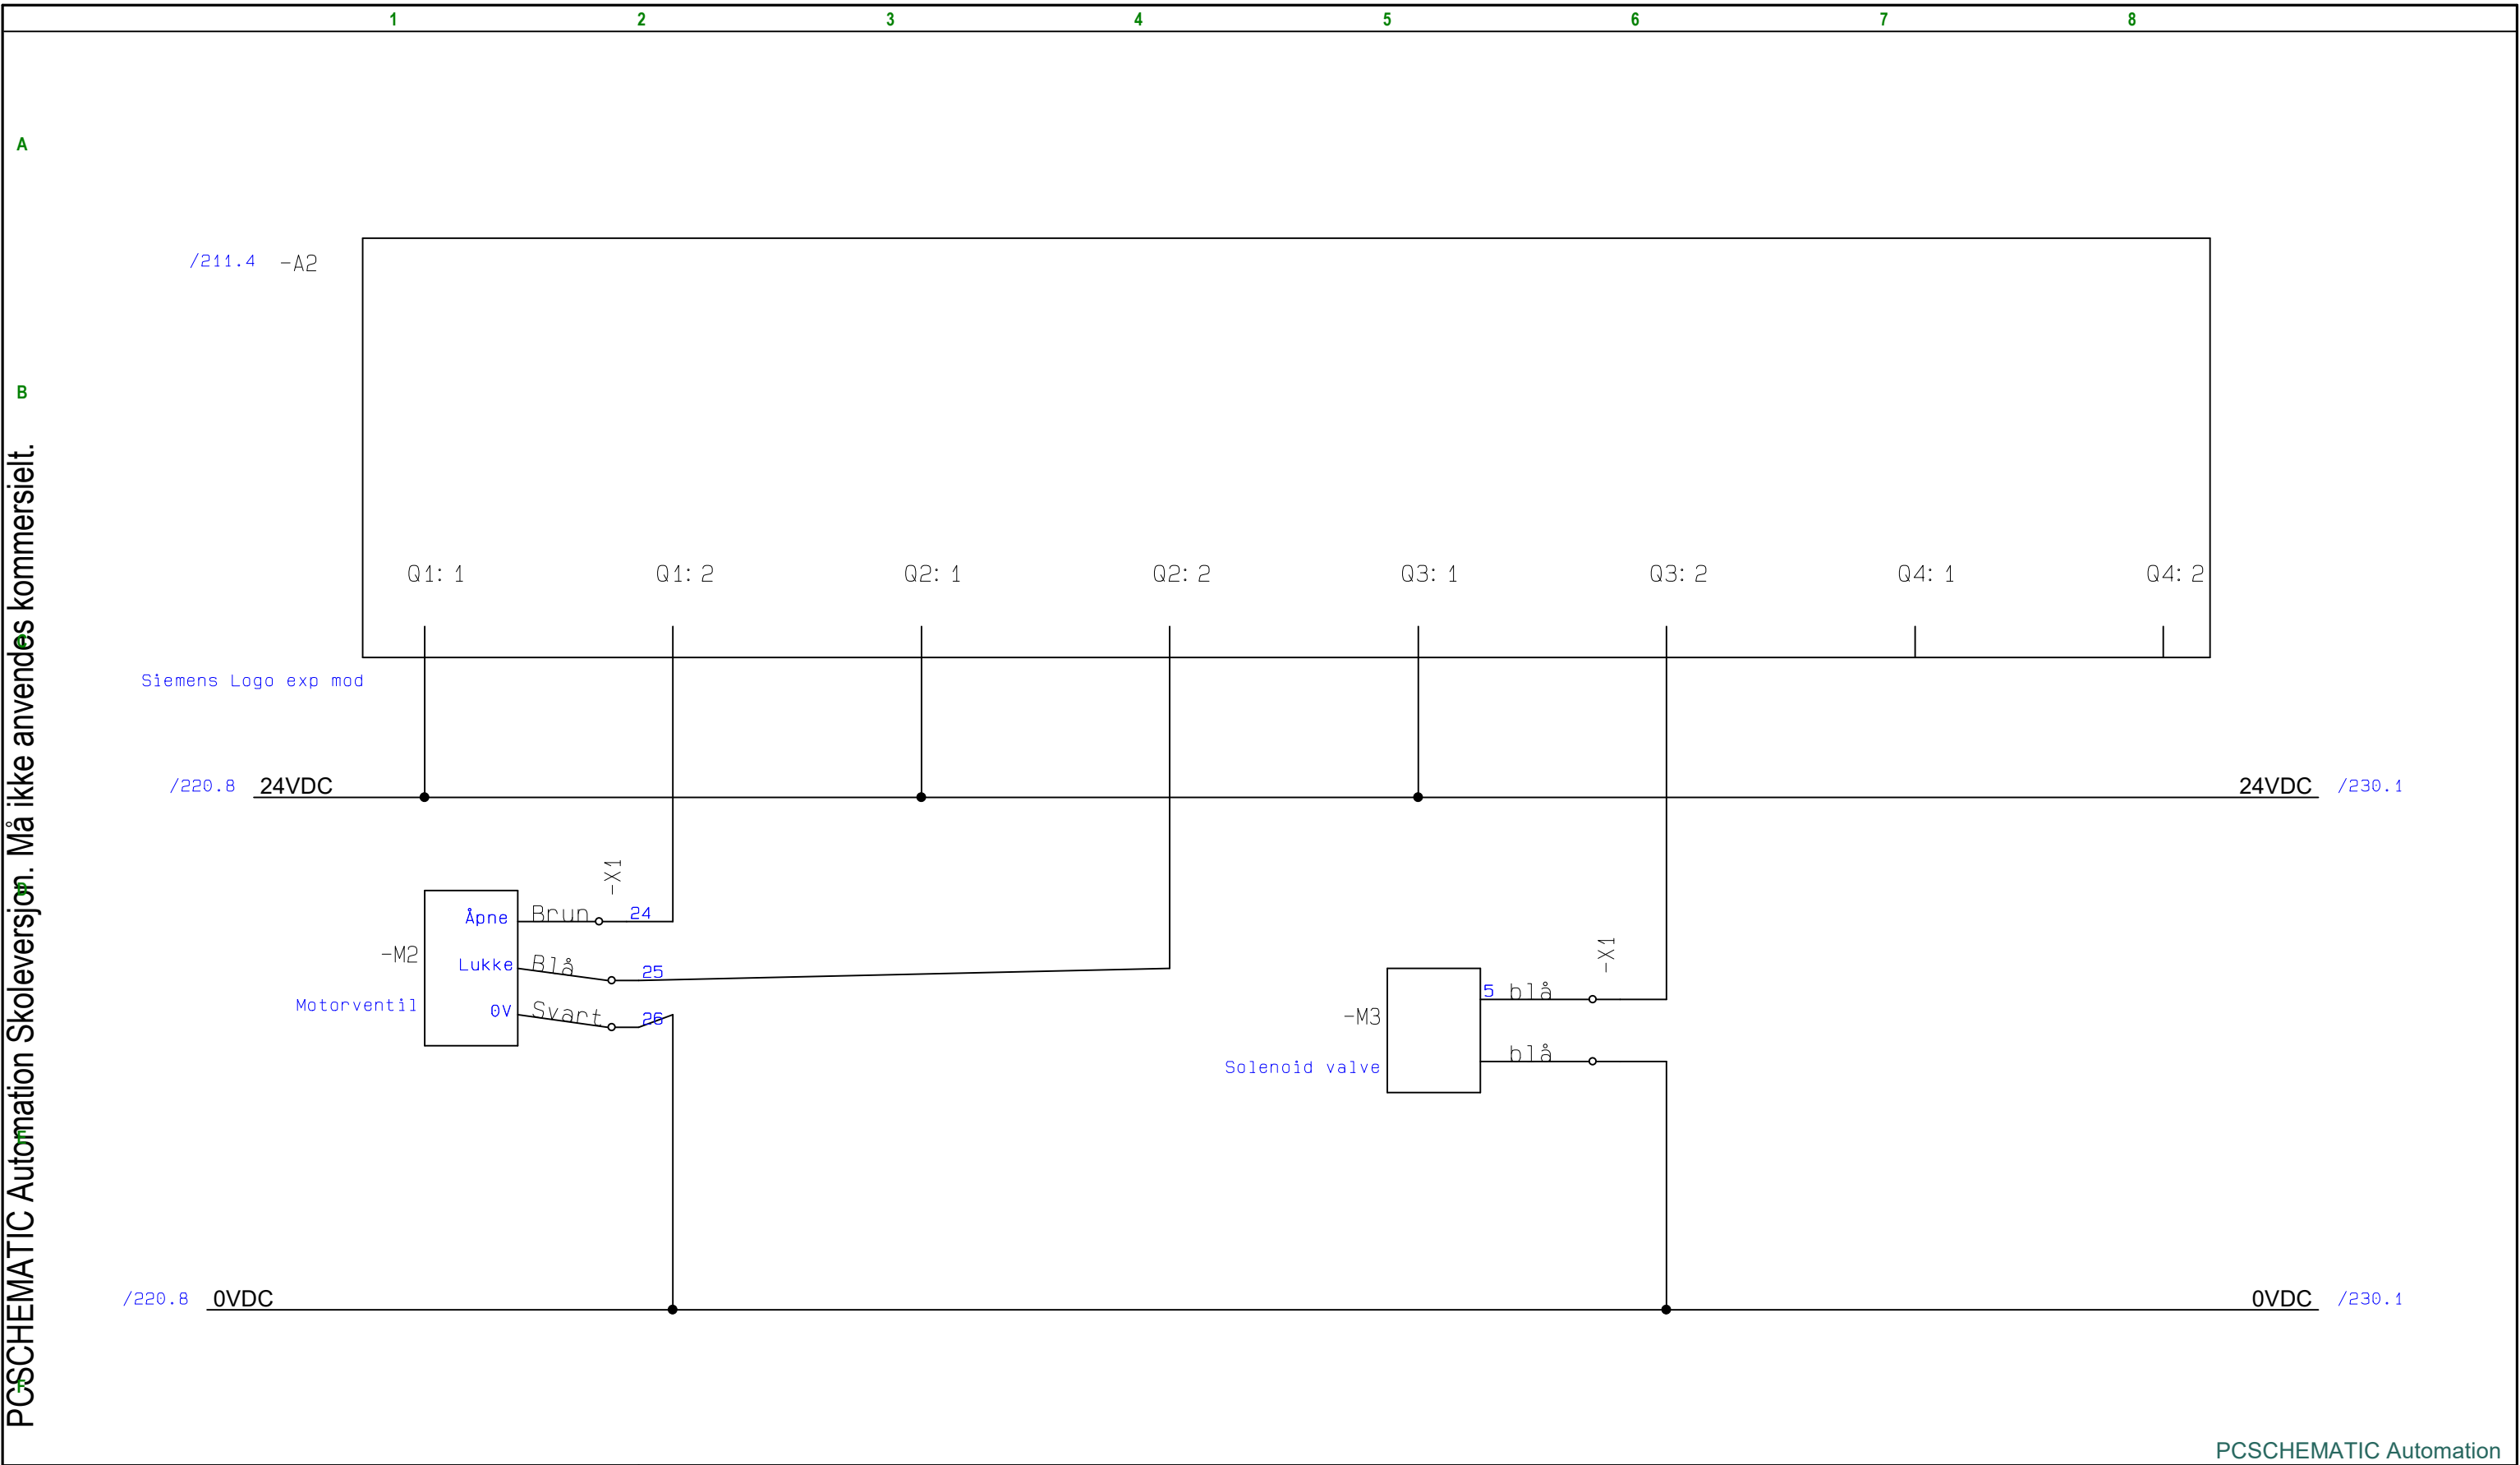 1 2 3 4 5 6 7 8
A
B
C
D
E
F
PCSCHEMATIC Automation Skoleversjon. Må ikke anvendes kommersielt.
/211.4 -A2
Q1: 1 Q1: 2 Q2: 1 Q2: 2 Q3: 1 Q3: 2 Q4: 1 Q4: 2
Siemens Logo exp mod
/220.8 24VDC 24VDC /230.1
-X1
Åpne Brun 24
-M2
Lukke Blå 25
Motorventil
0V Svart 26
-X1
5 blå
-M3
blå
Solenoid valve
/220.8 0VDC 0VDC /230.1
PCSCHEMATIC Automation